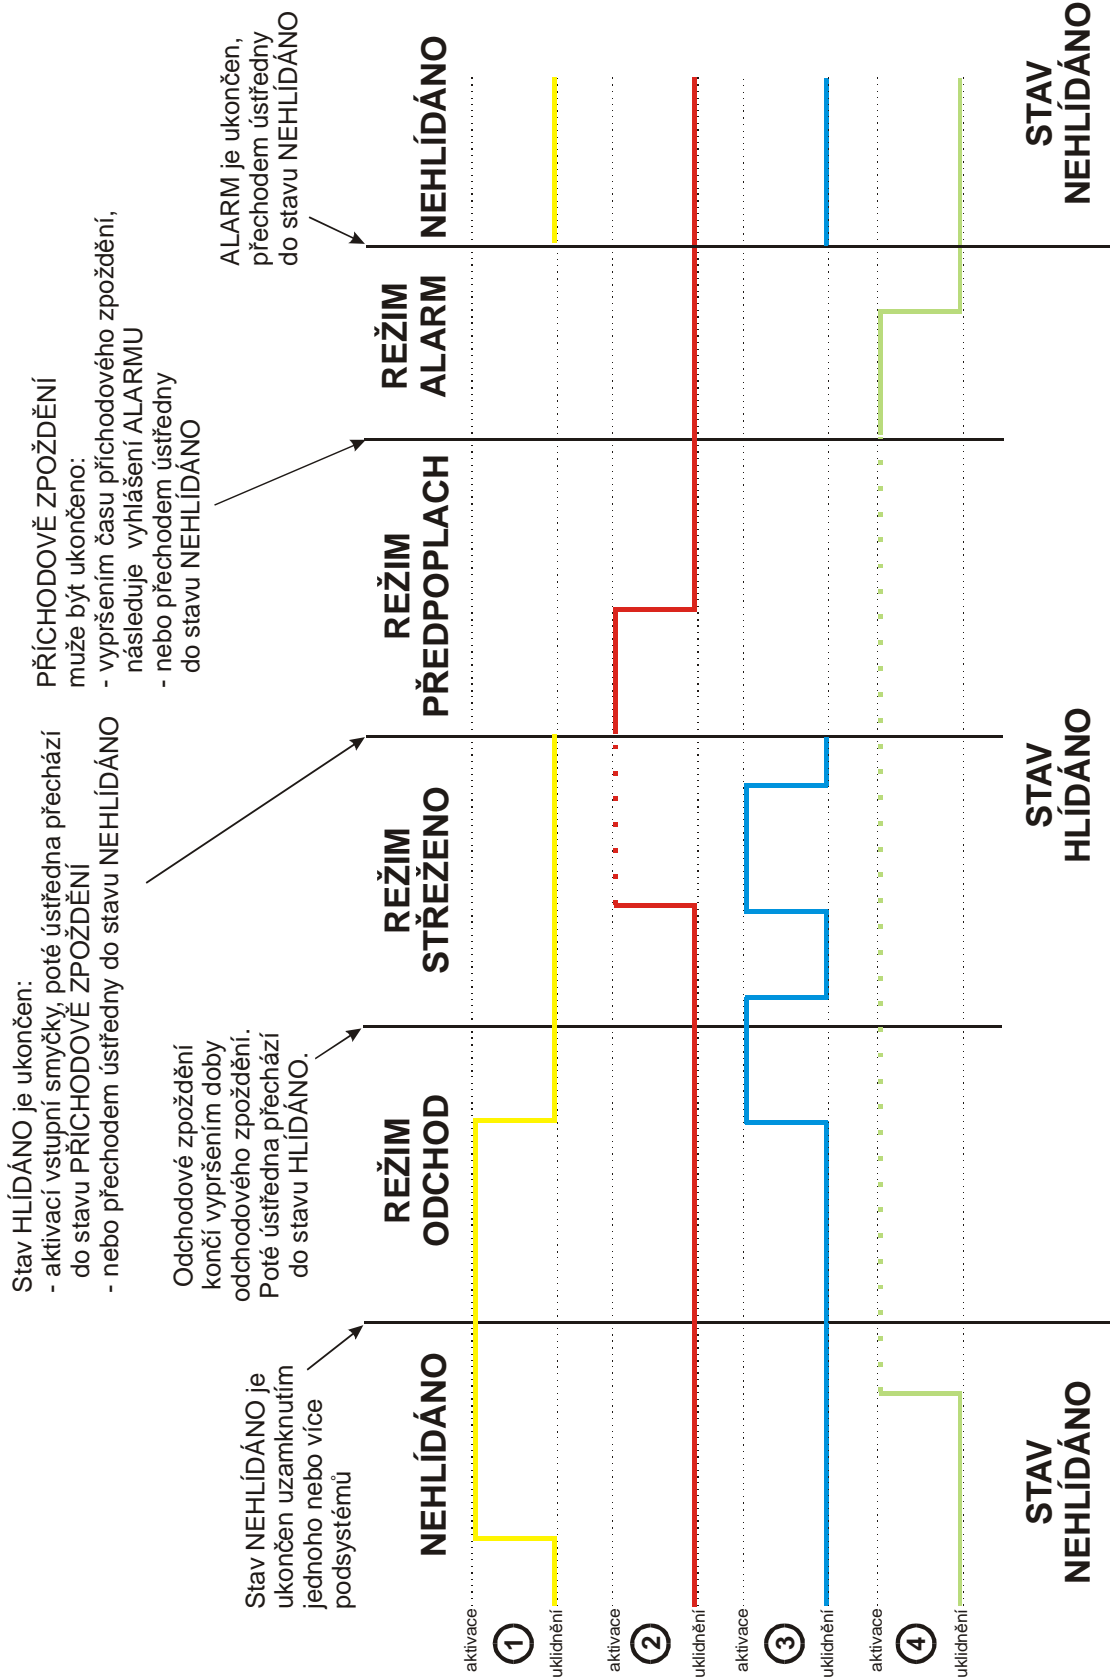 Stav HLÍDÁNO je ukončen:
- aktivací vstupní smyčky, poté ústředna přechází
do stavu PŘÍCHODOVÉ ZPOŽDĚNÍ
- nebo přechodem ústředny do stavu NEHLÍDÁNO
PŘÍCHODOVĚ ZPOŽDĚNÍ
muže být ukončeno:
- vypršením času příchodového zpoždění,
následuje vyhlášení ALARMU
- nebo přechodem ústředny
do stavu NEHLÍDÁNO
Stav NEHLÍDÁNO je
ukončen uzamknutím
jednoho nebo více
podsystémů
Odchodové zpoždění
končí vypršením doby
odchodového zpoždění.
Poté ústředna přechází
do stavu HLÍDÁNO.
ALARM je ukončen,
přechodem ústředny
do stavu NEHLÍDÁNO
NEHLÍDÁNO
REŽIM
ODCHOD
REŽIM
STŘEŽENO
REŽIM
PŘEDPOPLACH
REŽIM
ALARM
NEHLÍDÁNO
aktivace
1
uklidnění
aktivace
2
uklidnění
aktivace
3
uklidnění
aktivace
4
uklidnění
STAV
NEHLÍDÁNO
STAV
HLÍDÁNO
STAV
NEHLÍDÁNO